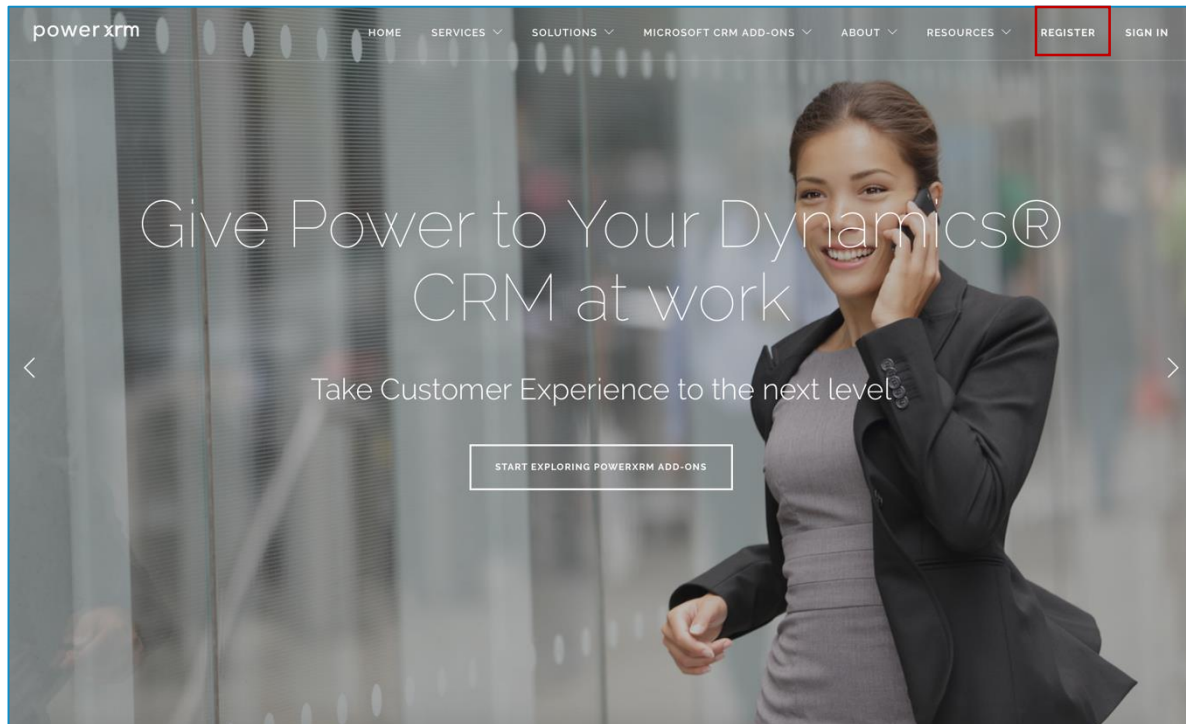 power xrm
HOME SERVICES SOLUTIONS MICROSOFT CRM ADD-ONS ABOUT RESOURCES REGISTER SIGN IN
Give Power to Your Dynamics®
CRM at work
Take Customer Experience to the next level
START EXPLORING POWERXRM ADD-ONS